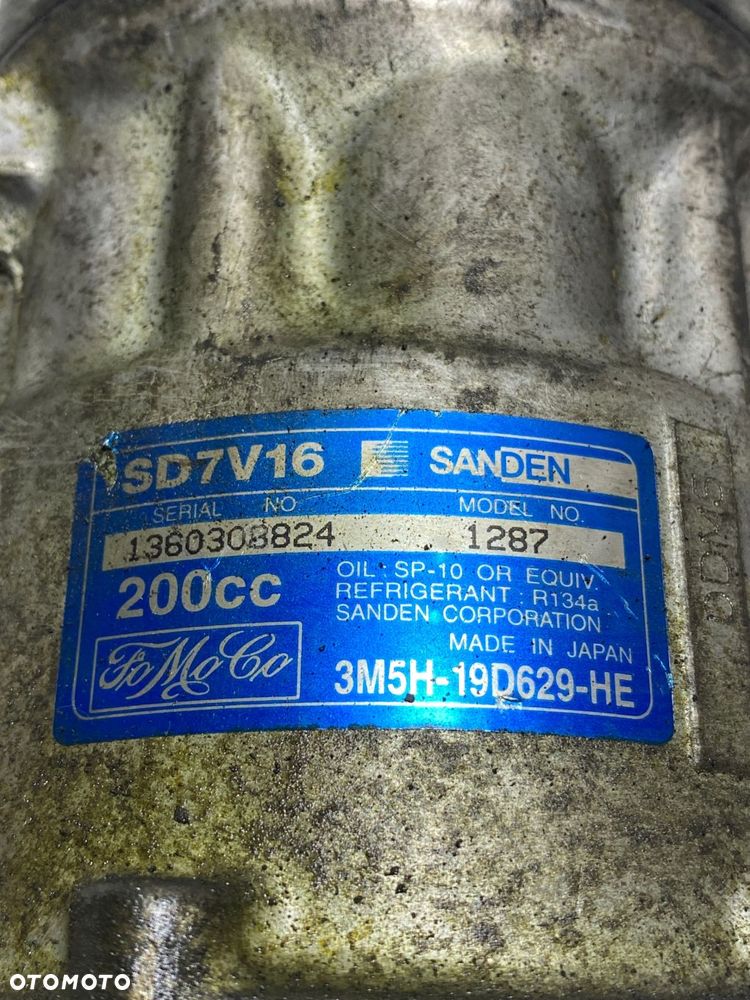 SD7V16 SANDEN
SERIAL NO MODEL NO.
1360303824 1287
200CC
OIL : SP-10 OR EQUIV.
REFRIGERANT : R134a
SANDEN CORPORATION
MADE IN JAPAN
FoMoCo
3M5H-19D629-HE
OTOMOTO